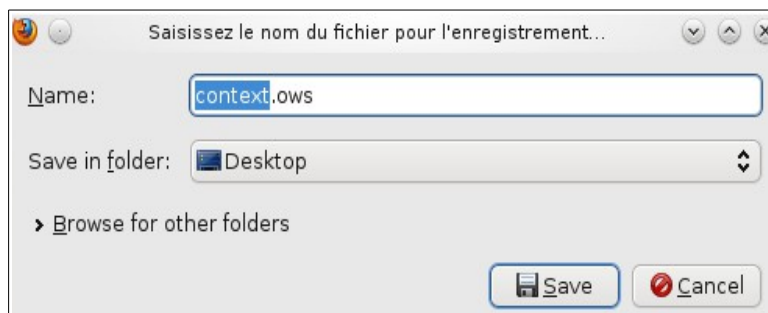 Saisissez le nom du fichier pour l'enregistrement...
Name: context.ows
Save in folder: Desktop
Browse for other folders
Save Cancel